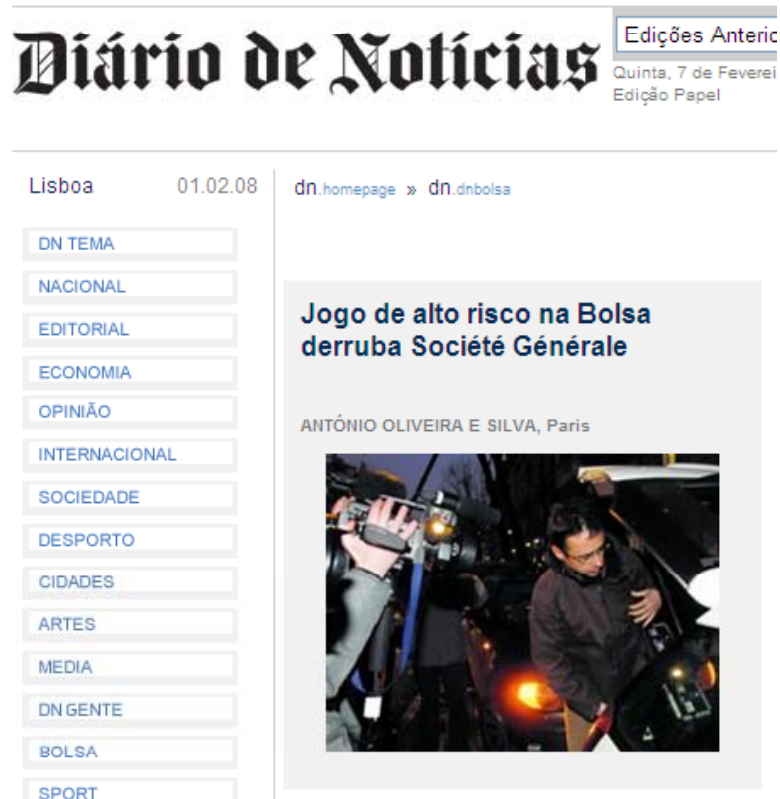 Diário de Notícias
Edições Anterio
Quinta, 7 de Feverei
Edição Papel
Lisboa 01.02.08
dn.homepage » dn.dnbolsa
DN TEMA
NACIONAL
EDITORIAL
ECONOMIA
OPINIÃO
INTERNACIONAL
SOCIEDADE
DESPORTO
CIDADES
ARTES
MEDIA
DN GENTE
BOLSA
SPORT
Jogo de alto risco na Bolsa
derruba Société Générale
ANTÓNIO OLIVEIRA E SILVA, Paris